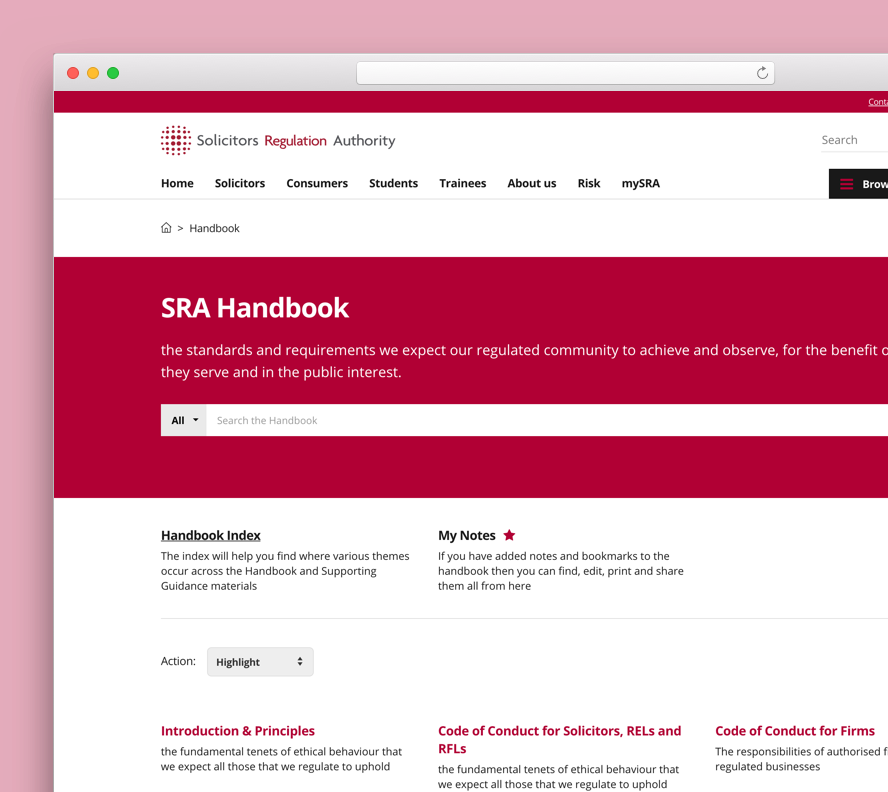 Solicitors Regulation Authority
Search
Home Solicitors Consumers Students Trainees About us Risk mySRA
> Handbook
SRA Handbook
the standards and requirements we expect our regulated community to achieve and observe, for the benefit
they serve and in the public interest.
All Search the Handbook
Handbook Index
The index will help you find where various themes
occur across the Handbook and Supporting
Guidance materials
My Notes
If you have added notes and bookmarks to the
handbook then you can find, edit, print and share
them all from here
Action: Highlight
Introduction & Principles
the fundamental tenets of ethical behaviour that
we expect all those that we regulate to uphold
Code of Conduct for Solicitors, RELs and
RFLs
the fundamental tenets of ethical behaviour that
we expect all those that we regulate to uphold
Code of Conduct for Firms
The responsibilities of authorised
regulated businesses